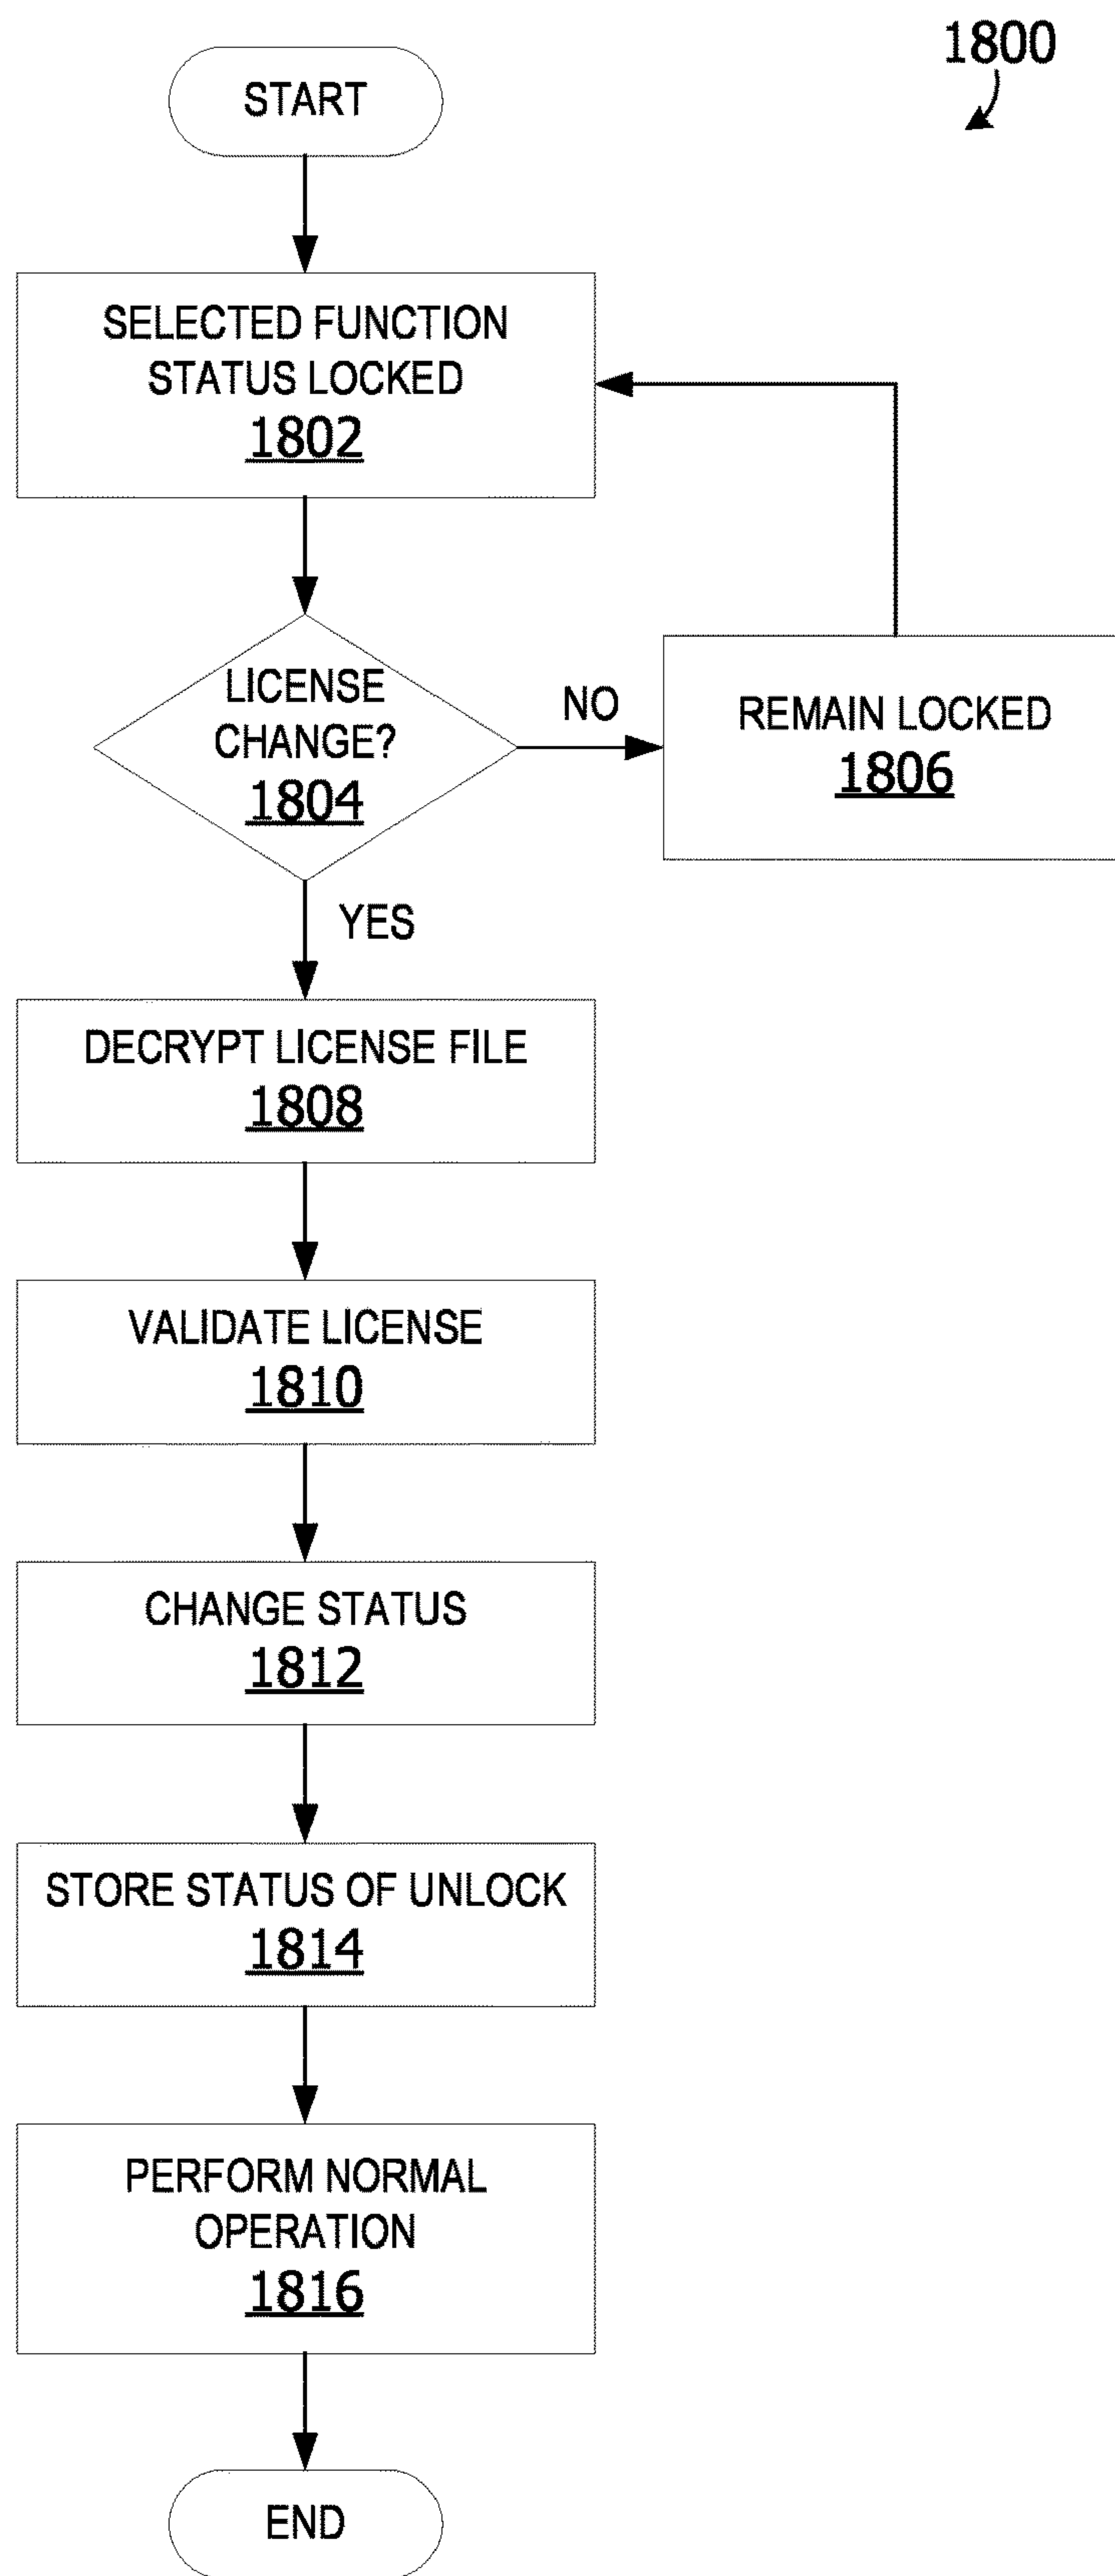 1800
START
SELECTED FUNCTION
STATUS LOCKED
1802
LICENSE
CHANGE?
1804
NO
REMAIN LOCKED
1806
YES
DECRYPT LICENSE FILE
1808
VALIDATE LICENSE
1810
CHANGE STATUS
1812
STORE STATUS OF UNLOCK
1814
PERFORM NORMAL
OPERATION
1816
END